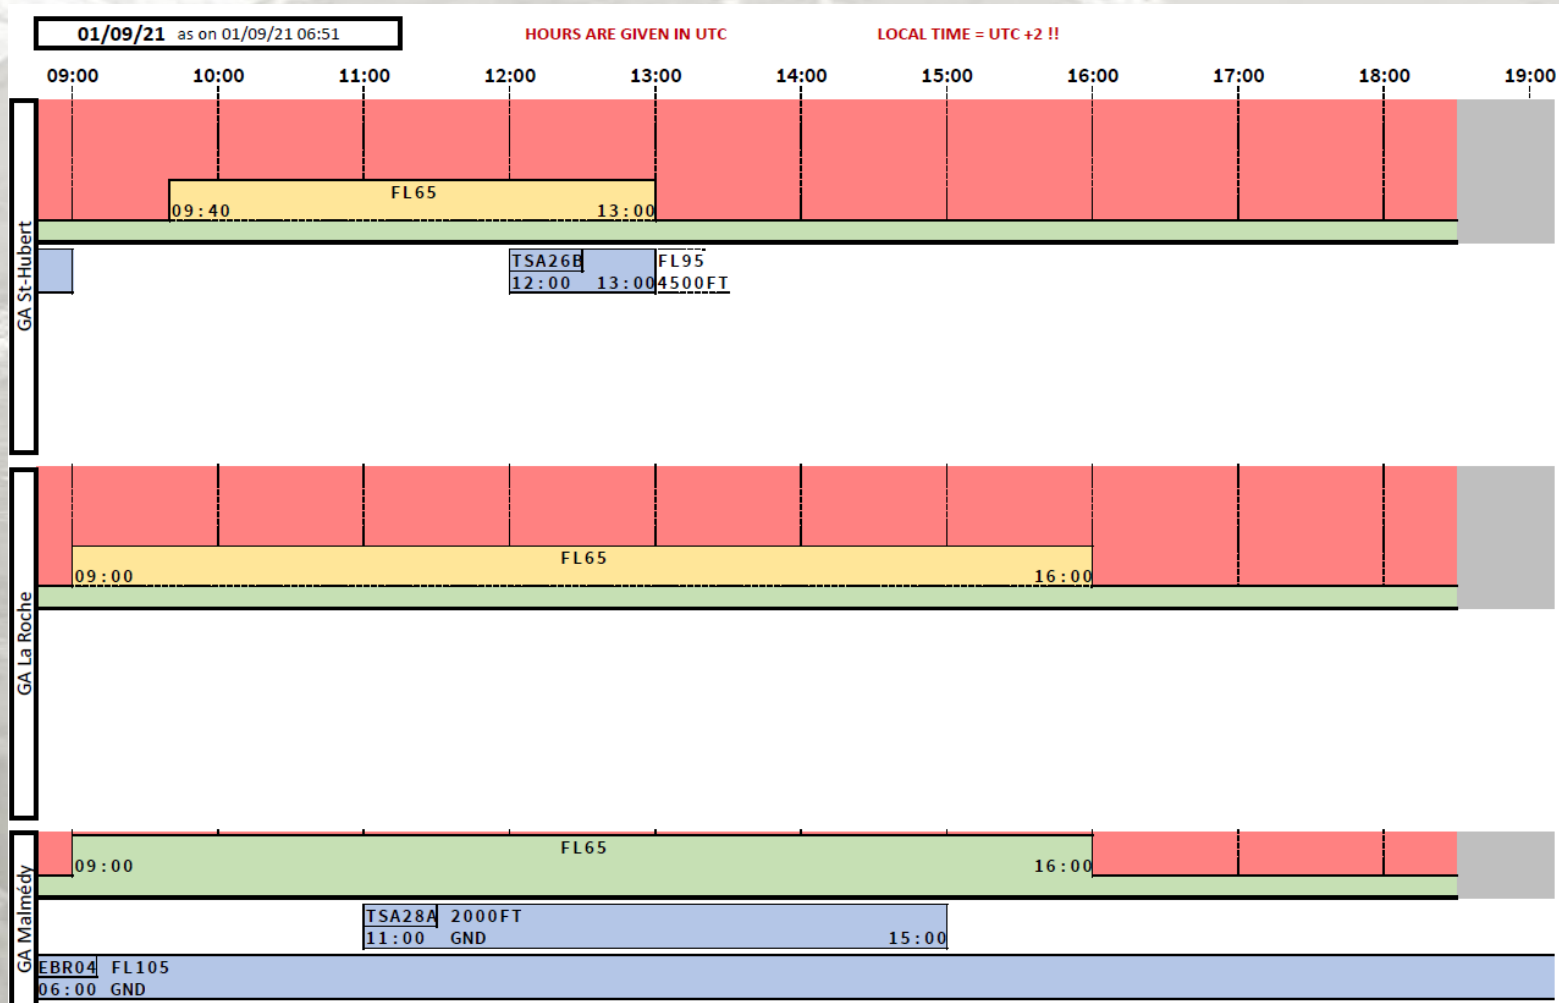 01/09/21 as on 01/09/21 06:51 HOURS ARE GIVEN IN UTC LOCAL TIME = UTC +2 !!
09:00 10:00 11:00 12:00 13:00 14:00 15:00 16:00 17:00 18:00 19:00
GA St-Hubert
FL65
09:40 13:00
TSA26B FL95
12:00 13:00 4500FT
GA La Roche
FL65
09:00 16:00
GA Malmédy
FL65
09:00 16:00
TSA28A 2000FT
11:00 GND 15:00
EBR04 FL105
06:00 GND